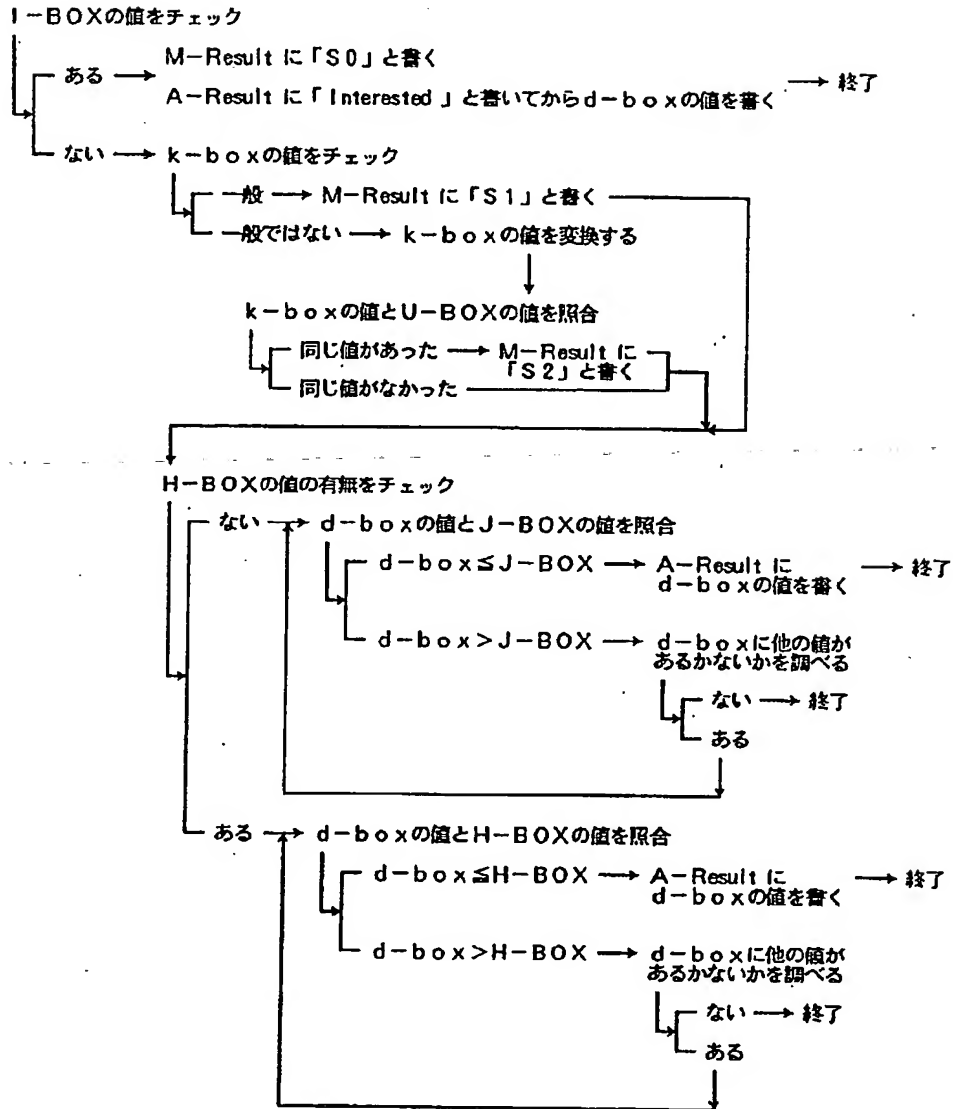 I-BOXの値をチェック
ある → M-Result に「S0」と書く
A-Result に「Interested」と書いてからd-boxの値を書く → 終了
ない → k-boxの値をチェック
一般 → M-Result に「S1」と書く
一般ではない → k-boxの値を変換する
k-boxの値とU-BOXの値を照合
同じ値があった → M-Result に
「S2」と書く
同じ値がなかった
H-BOXの値の有無をチェック
ない → d-boxの値とJ-BOXの値を照合
d-box≦J-BOX → A-Result に → 終了
d-boxの値を書く
d-box>J-BOX → d-boxに他の値が
あるかないかを調べる
ない → 終了
ある
ある → d-boxの値とH-BOXの値を照合
d-box≦H-BOX → A-Result に → 終了
d-boxの値を書く
d-box>H-BOX → d-boxに他の値が
あるかないかを調べる
ない → 終了
ある